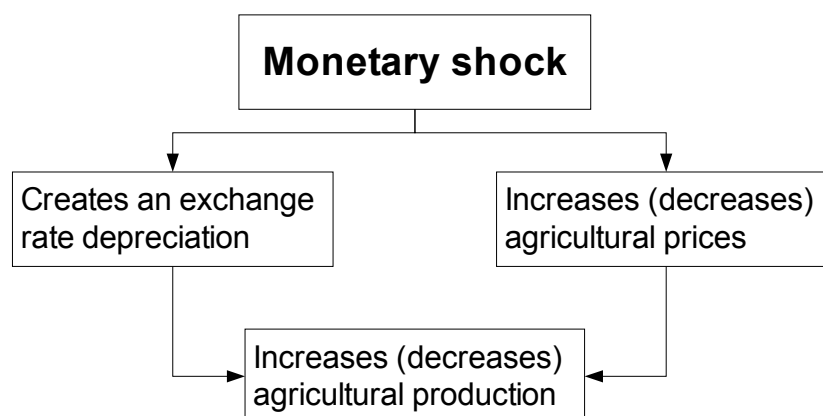 Monetary shock
Creates an exchange
rate depreciation
Increases (decreases)
agricultural prices
Increases (decreases)
agricultural production